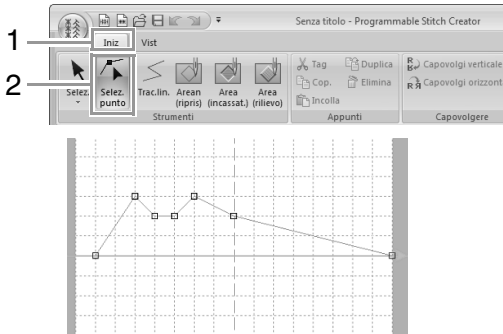 Senza titolo - Programmable Stitch Creator
1
Iniz Vist
2
Selez. Selez. punto Trac.lin. Arean (ripris) Area (incassat.) Area (rilievo)
Strumenti
Tag Duplica
Cop. Elimina
Incolla
Appunti
Capovolgi verticale
Capovolgi orizzont
Capovolgere